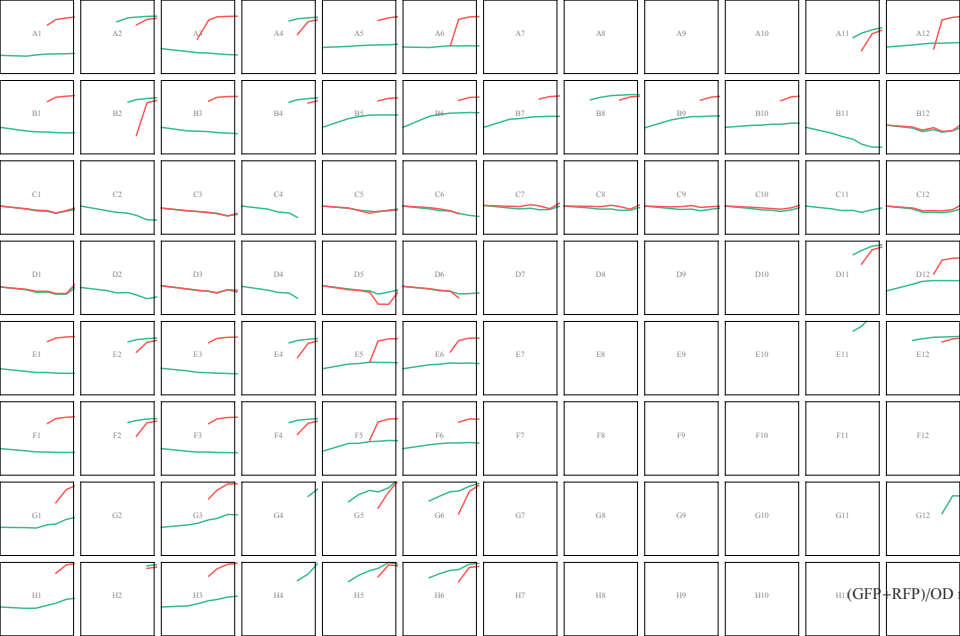 A1 A2 A3 A4 A5 A6 A7 A8 A9 A10 A11 A12
B1 B2 B3 B4 B5 B6 B7 B8 B9 B10 B11 B12
C1 C2 C3 C4 C5 C6 C7 C8 C9 C10 C11 C12
D1 D2 D3 D4 D5 D6 D7 D8 D9 D10 D11 D12
E1 E2 E3 E4 E5 E6 E7 E8 E9 E10 E11 E12
F1 F2 F3 F4 F5 F6 F7 F8 F9 F10 F11 F12
G1 G2 G3 G4 G5 G6 G7 G8 G9 G10 G11 G12
H1 H2 H3 H4 H5 H6 H7 H8 H9 H10 H11 (GFP+RFP)/OD